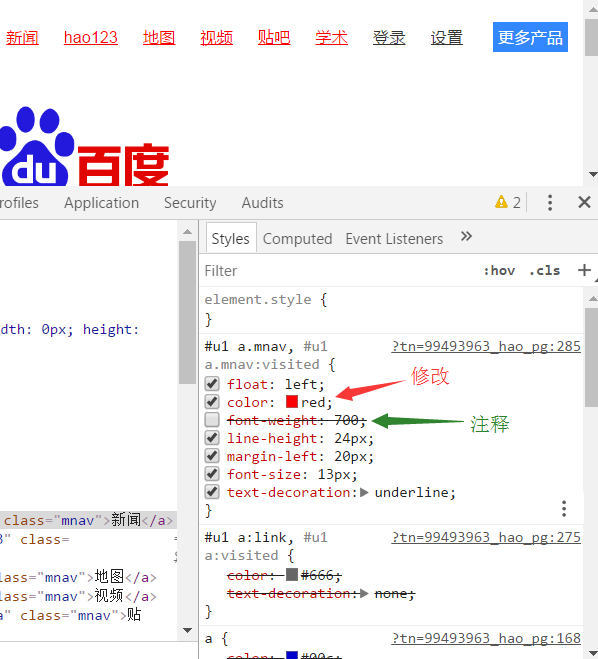 新闻 hao123 地图 视频 贴吧 学术 登录 设置 更多产品
du 百度
rofiles Application Security Audits 2
Styles Computed Event Listeners
Filter :hov .cls
element.style {
}
dth: 0px; height:
#u1 a.mnav, #u1 ?tn=99493963_hao_pg:285
a.mnav:visited {
float: left;
color: red;
修改
font-weight: 700;
注释
line-height: 24px;
margin-left: 20px;
font-size: 13px;
text-decoration: underline;
}
class="mnav">新闻</a>
#u1 a:link, #u1 ?tn=99493963_hao_pg:275
3" class=
a:visited {
color: #666;
lass="mnav">地图</a>
text-decoration: none;
lass="mnav">视频</a>
}
a" class="mnav">贴
a { ?tn=99493963_hao_pg:168
color: #00c;